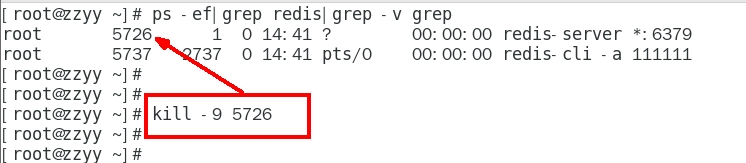 [root@zzyy ~]# ps -ef|grep redis|grep -v grep
root 5726 1 0 14:41 ? 00:00:00 redis-server *:6379
root 5737 2737 0 14:41 pts/0 00:00:00 redis-cli -a 111111
[root@zzyy ~]#
[root@zzyy ~]#
[root@zzyy ~]# kill -9 5726
[root@zzyy ~]#
[root@zzyy ~]#